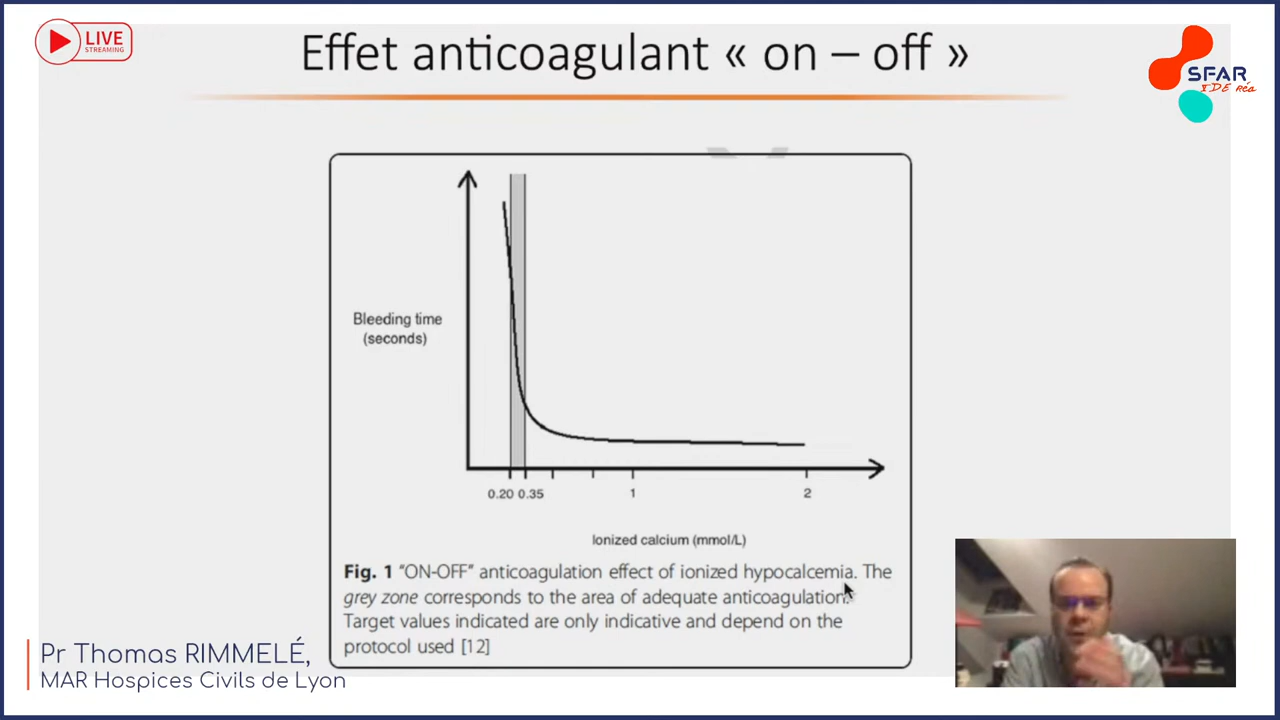 LIVE
STREAMING
Effet anticoagulant « on – off »
SFAR
IDE Réa
Bleeding time
(seconds)
0.20 0.35 1 2
Ionized calcium (mmol/L)
Fig. 1 “ON-OFF” anticoagulation effect of ionized hypocalcemia. The
grey zone corresponds to the area of adequate anticoagulation.
Target values indicated are only indicative and depend on the
protocol used [12]
Pr Thomas RIMMELÉ,
MAR Hospices Civils de Lyon